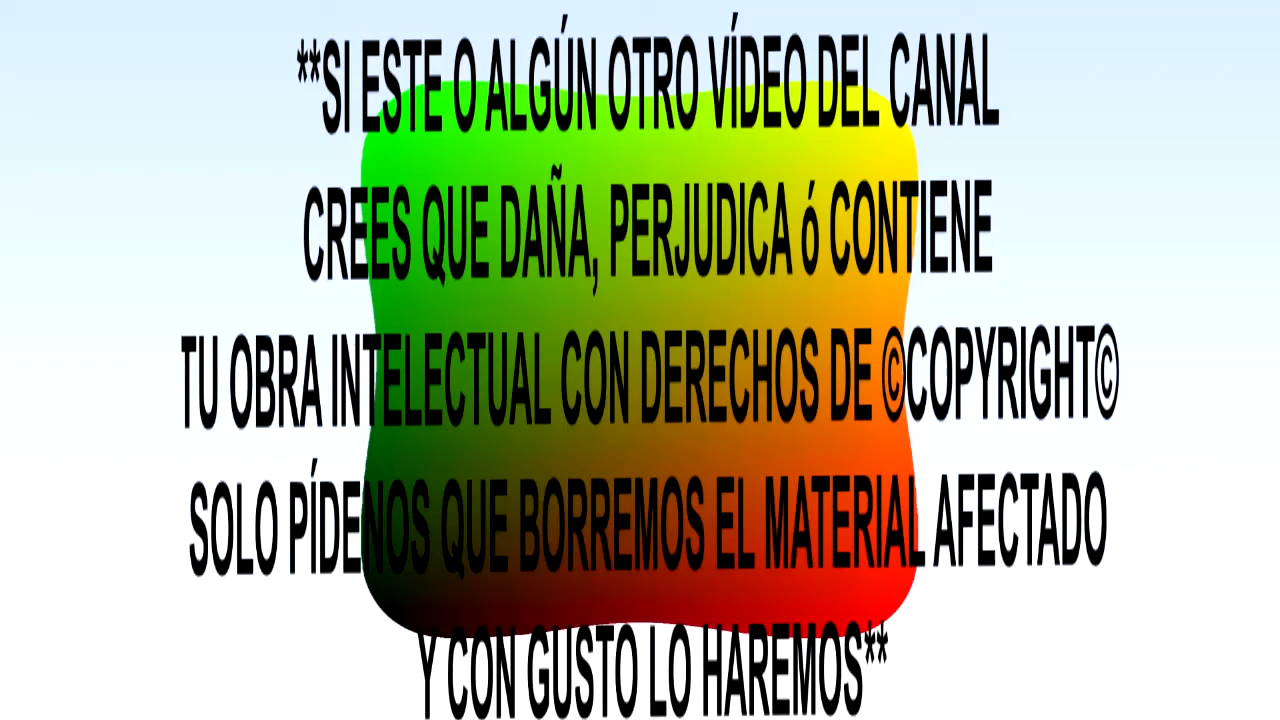 **SI ESTE O ALGÚN OTRO VÍDEO DEL CANAL
CREES QUE DAÑA, PERJUDICA ó CONTIENE
TU OBRA INTELECTUAL CON DERECHOS DE ©COPYRIGHT©
SOLO PÍDENOS QUE BORREMOS EL MATERIAL AFECTADO
Y CON GUSTO LO HAREMOS**